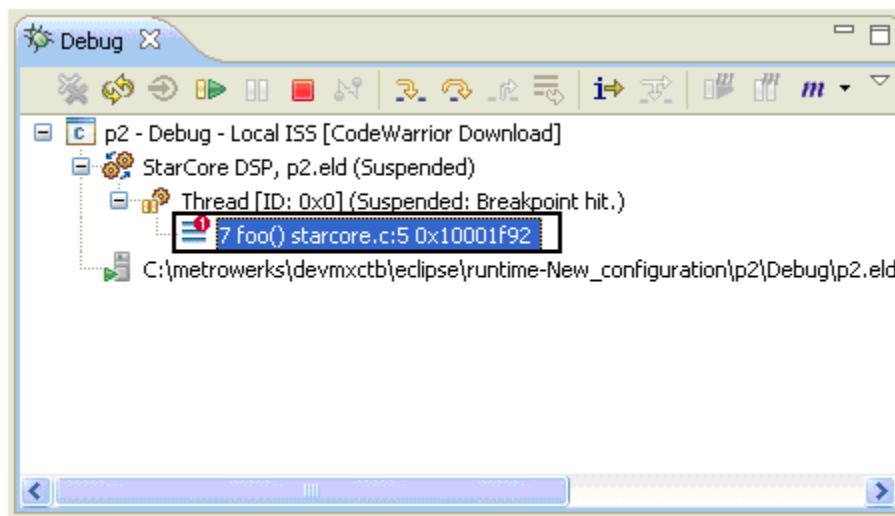 Debug
i m
c p2 - Debug - Local ISS [CodeWarrior Download]
StarCore DSP, p2.eld (Suspended)
Thread [ID: 0x0] (Suspended: Breakpoint hit.)
1 7 foo() starcore.c:5 0x10001f92
C:\metrowerks\devmxctb\eclipse\runtime-New_configuration\p2\Debug\p2.eld